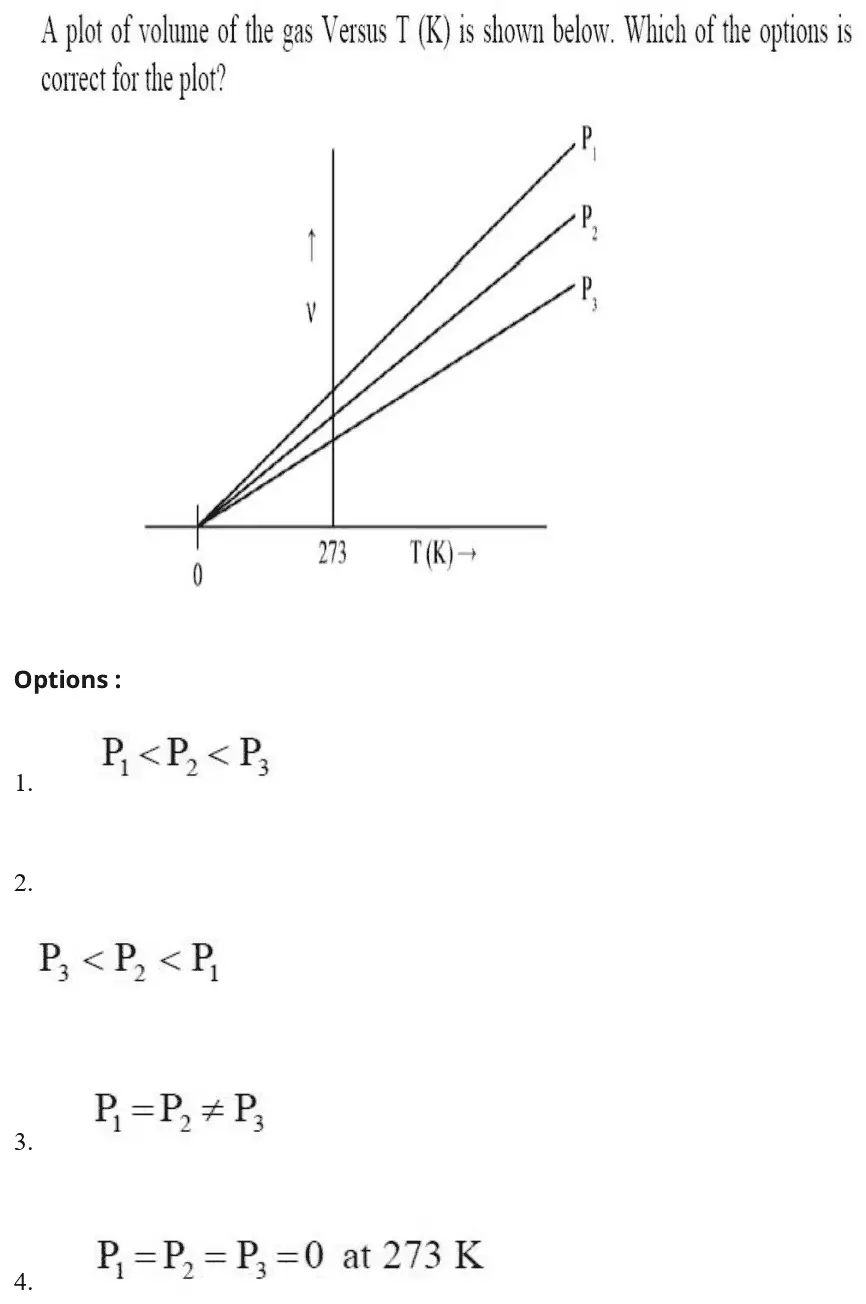 A plot of volume of the gas Versus T (K) is shown below. Which of the options is
correct for the plot?
P₁
P₂
↑
V
P₃
273
T (K) →
0
Options :
P₁ < P₂ < P₃
1.
2.
P₃ < P₂ < P₁
P₁ = P₂ ≠ P₃
3.
P₁ = P₂ = P₃ = 0 at 273 K
4.